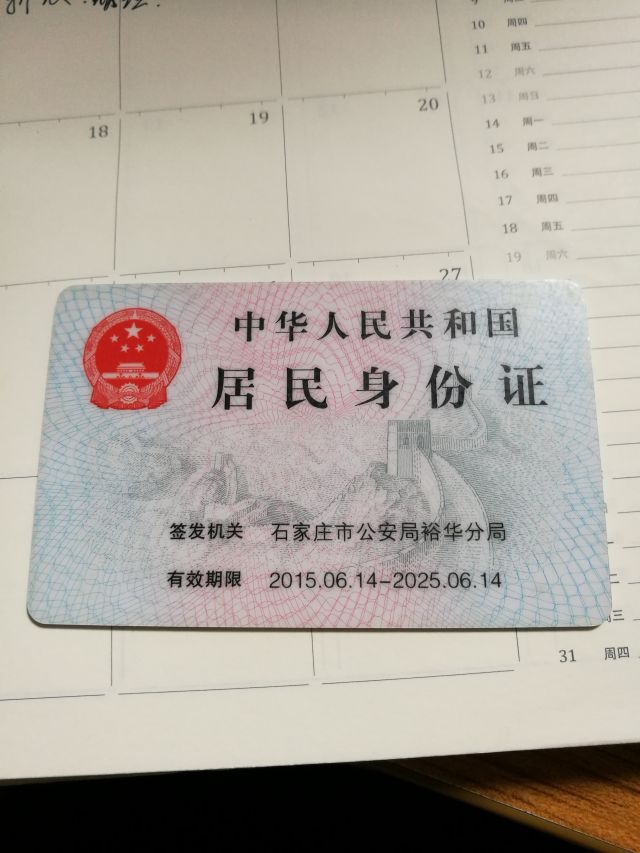 10 周四
11 周五
12 周六
13 周日
14 周一
15 周二
16 周三
17 周四
18 周五
19 周六
18
19
20
27
中华人民共和国
居民身份证
签发机关 石家庄市公安局裕华分局
有效期限 2015.06.14-2025.06.14
31 周四